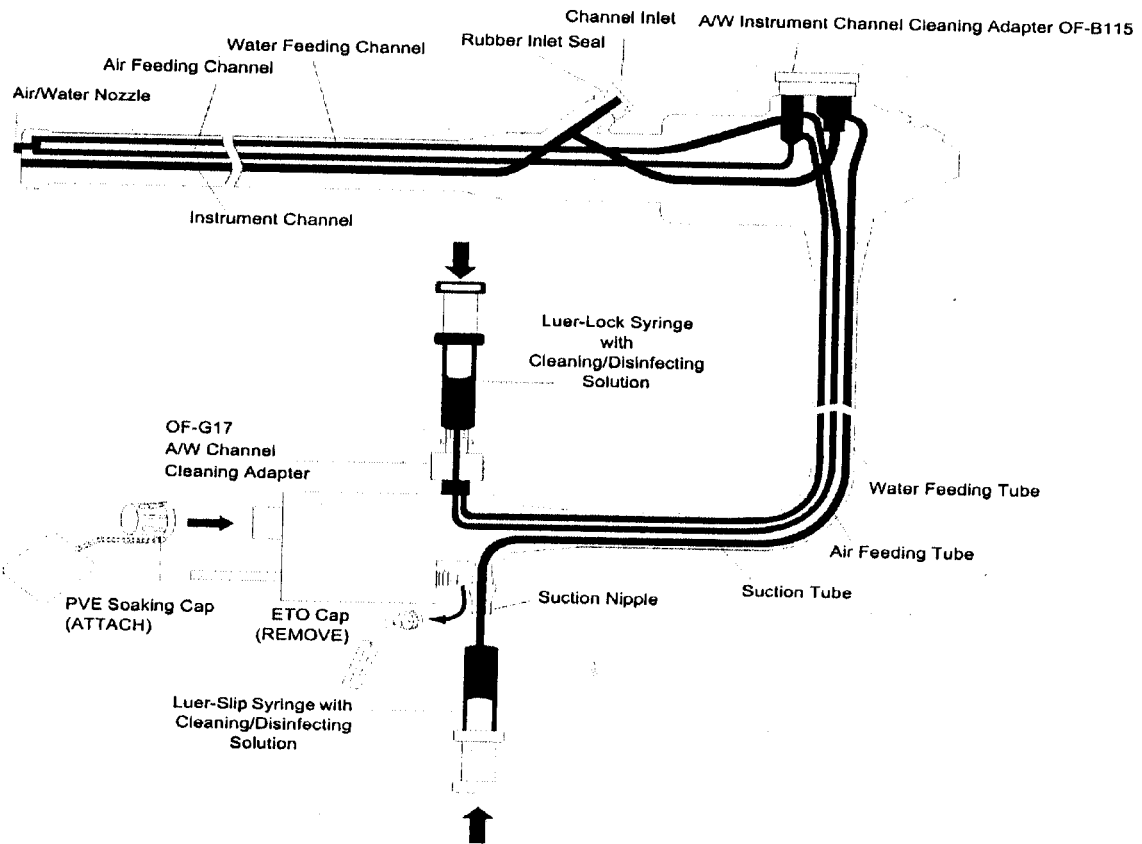 Channel Inlet
A/W Instrument Channel Cleaning Adapter OF-B115
Rubber Inlet Seal
Water Feeding Channel
Air Feeding Channel
Air/Water Nozzle
Instrument Channel
Luer-Lock Syringe
with
Cleaning/Disinfecting
Solution
OF-G17
A/W Channel
Cleaning Adapter
Water Feeding Tube
Air Feeding Tube
Suction Tube
Suction Nipple
PVE Soaking Cap
(ATTACH)
ETO Cap
(REMOVE)
Luer-Slip Syringe with
Cleaning/Disinfecting
Solution